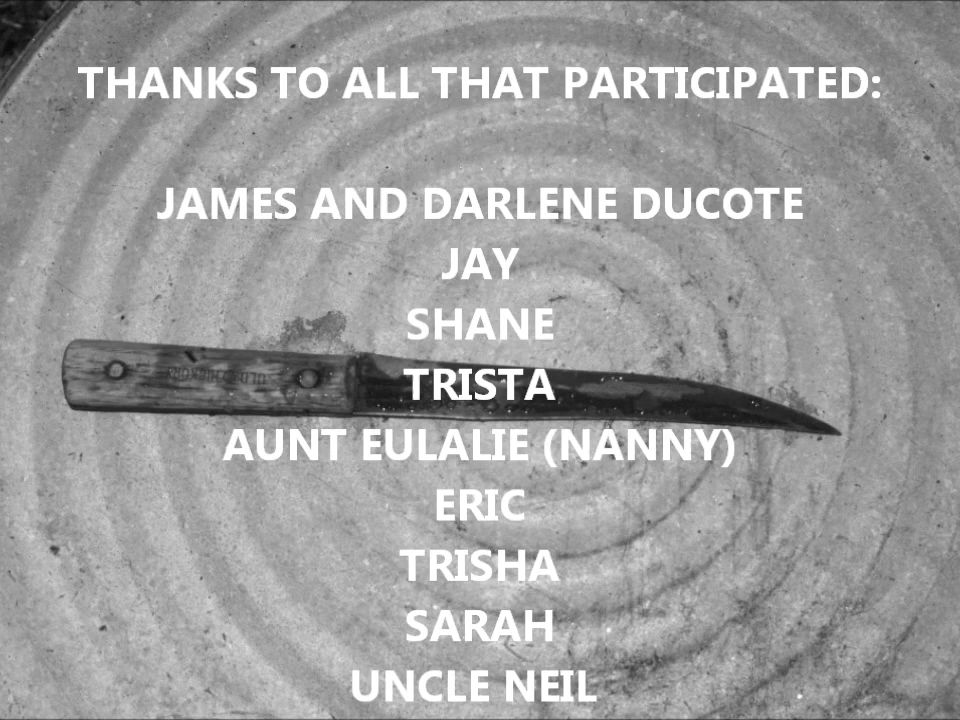 THANKS TO ALL THAT PARTICIPATED:
JAMES AND DARLENE DUCOTE
JAY
SHANE
TRISTA
AUNT EULALIE (NANNY)
ERIC
TRISHA
SARAH
UNCLE NEIL